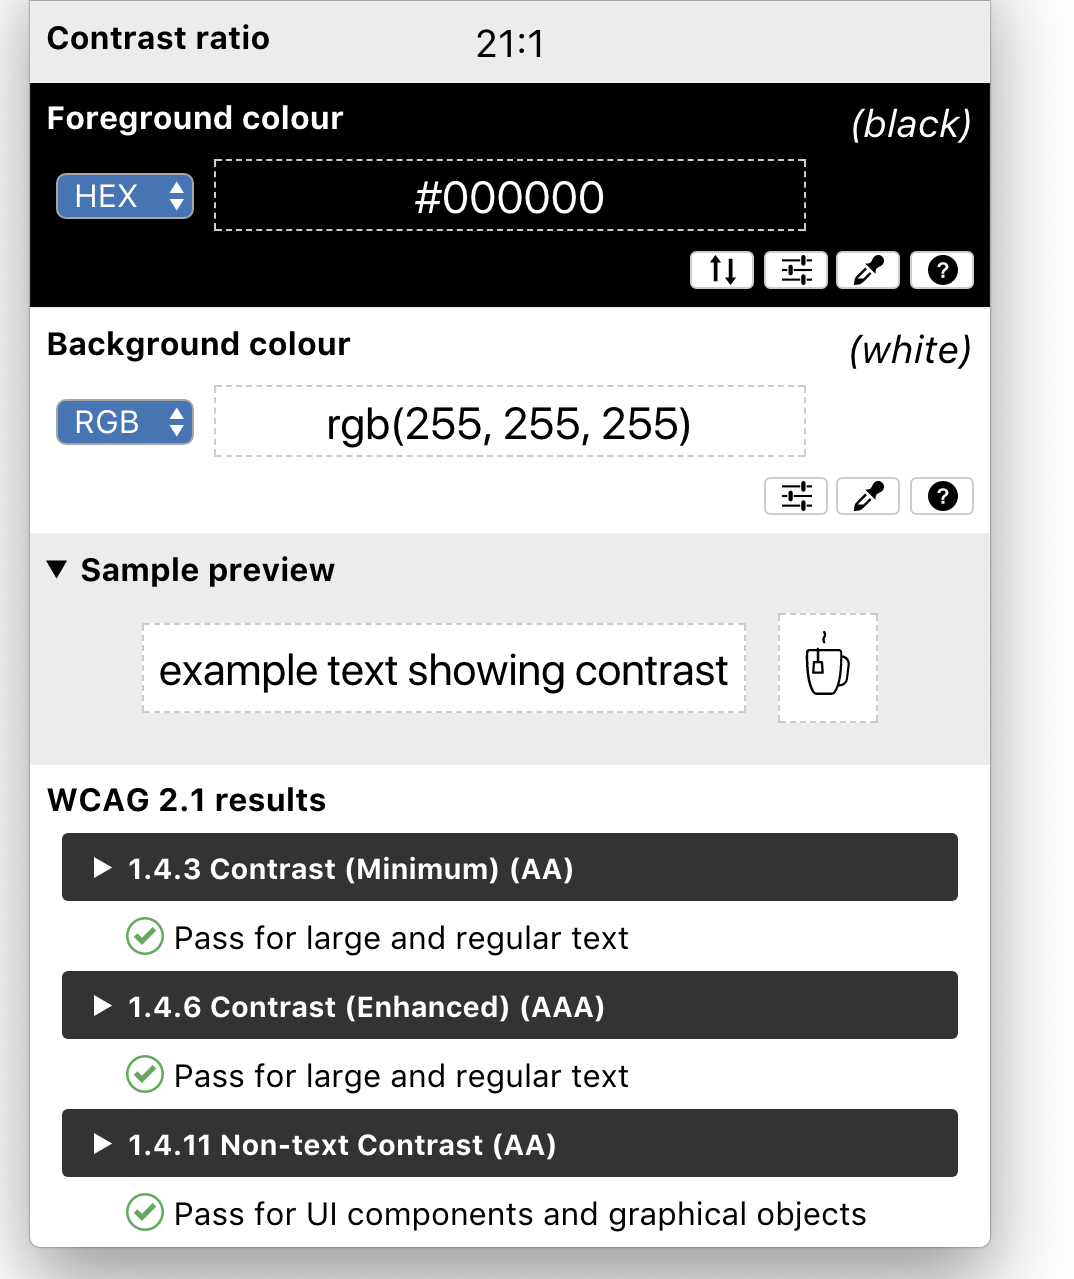 Contrast ratio 21:1
Foreground colour (black)
HEX #000000
?
Background colour (white)
RGB rgb(255, 255, 255)
?
▼ Sample preview
example text showing contrast
WCAG 2.1 results
▶ 1.4.3 Contrast (Minimum) (AA)
Pass for large and regular text
▶ 1.4.6 Contrast (Enhanced) (AAA)
Pass for large and regular text
▶ 1.4.11 Non-text Contrast (AA)
Pass for UI components and graphical objects